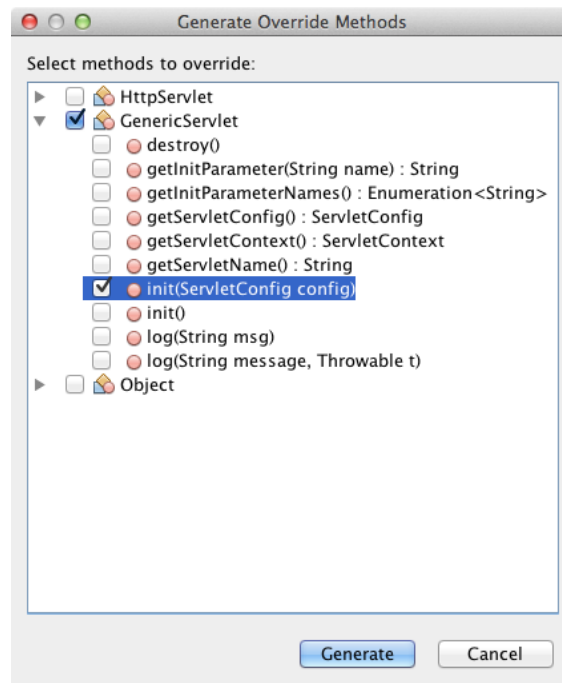 Generate Override Methods
Select methods to override:
HttpServlet
GenericServlet
destroy()
getInitParameter(String name) : String
getInitParameterNames() : Enumeration<String>
getServletConfig() : ServletConfig
getServletContext() : ServletContext
getServletName() : String
init(ServletConfig config)
init()
log(String msg)
log(String message, Throwable t)
Object
Generate
Cancel